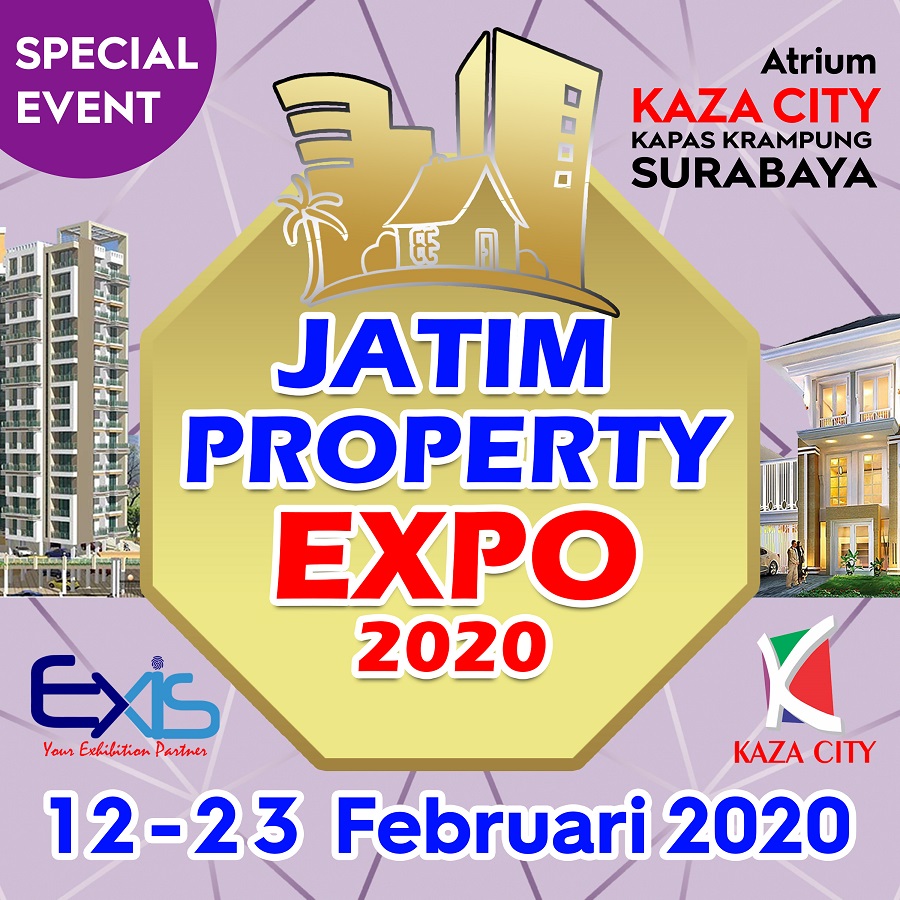 SPECIAL
EVENT
Atrium
KAZA CITY
KAPAS KRAMPUNG
SURABAYA
JATIM
PROPERTY
EXPO
2020
Exis
Your Exhibition Partner
KAZA CITY
12-23 Februari 2020